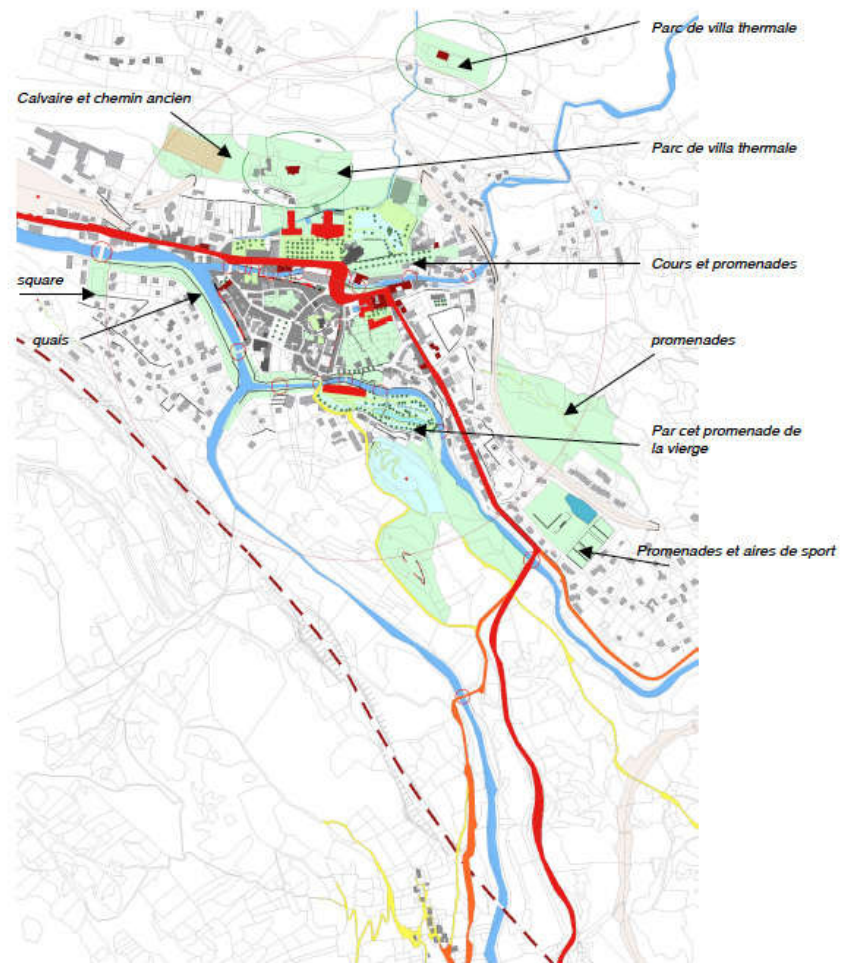 Parc de villa thermale
Calvaire et chemin ancien
Parc de villa thermale
Cours et promenades
square
quais
promenades
Par cet promenade de
la vierge
Promenades et aires de sport